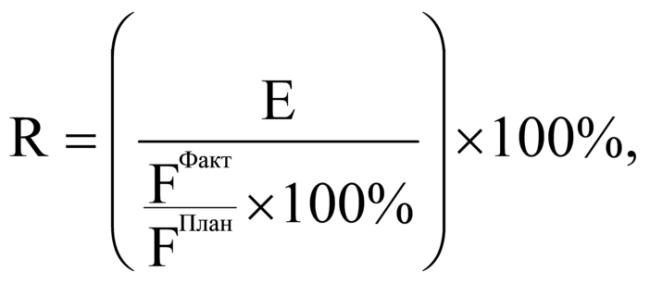 R = ( E / ( F^Факт / F^План ×100% ) ) ×100%,